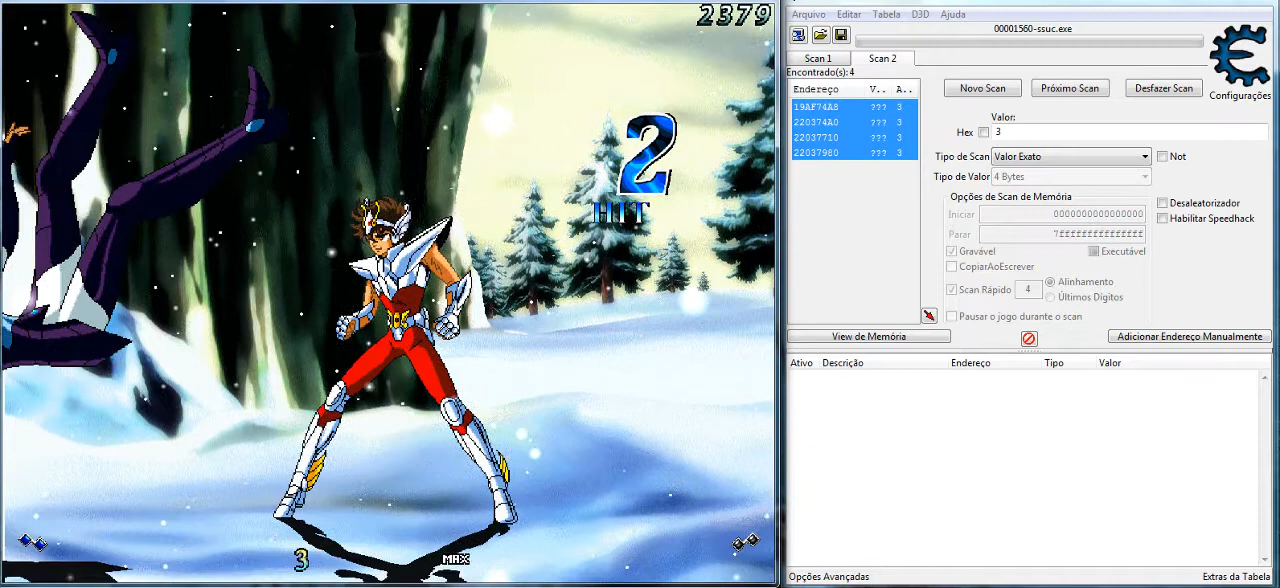 2379
2
HIT
3
MAX
Arquivo Editar Tabela D3D Ajuda
00001560-ssuc.exe
Scan 1 Scan 2
Encontrado(s):4
Endereço V.. A..
19AF74A8 ??? 3
220374A0 ??? 3
22037710 ??? 3
22037980 ??? 3
Novo Scan Próximo Scan Desfazer Scan
Configurações
Valor:
Hex 3
Tipo de Scan Valor Exato Not
Tipo de Valor 4 Bytes
Opções de Scan de Memória
Iniciar 0000000000000000
Parar 7fffffffffffffff
Gravável Executável
CopiarAoEscrever
Scan Rápido 4 Alinhamento
Últimos Dígitos
Pausar o jogo durante o scan
Desaleatorizador
Habilitar Speedhack
View de Memória Adicionar Endereço Manualmente
Ativo Descrição Endereço Tipo Valor
Opções Avançadas Extras da Tabela